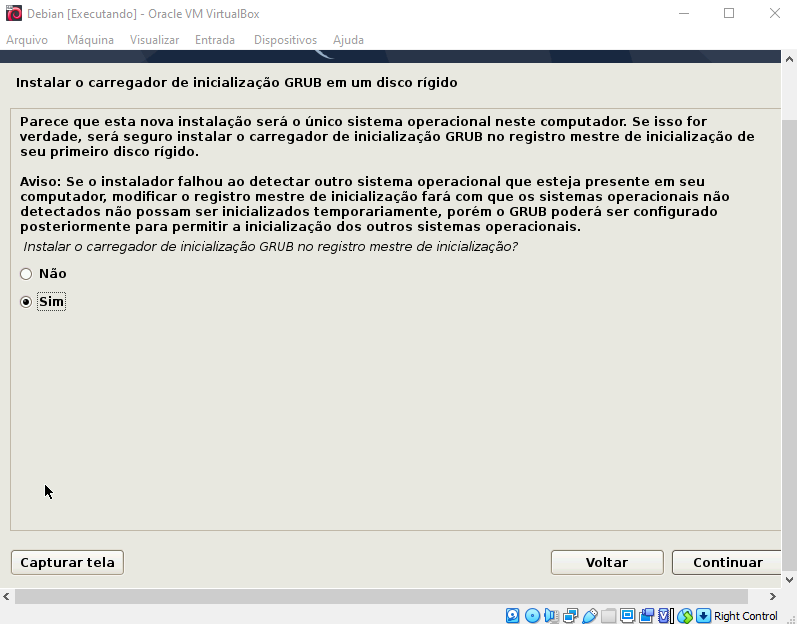 Debian [Executando] - Oracle VM VirtualBox
Arquivo Máquina Visualizar Entrada Dispositivos Ajuda
Instalar o carregador de inicialização GRUB em um disco rígido
Parece que esta nova instalação será o único sistema operacional neste computador. Se isso for
verdade, será seguro instalar o carregador de inicialização GRUB no registro mestre de inicialização de
seu primeiro disco rígido.
Aviso: Se o instalador falhou ao detectar outro sistema operacional que esteja presente em seu
computador, modificar o registro mestre de inicialização fará com que os sistemas operacionais não
detectados não possam ser inicializados temporariamente, porém o GRUB poderá ser configurado
posteriormente para permitir a inicialização dos outros sistemas operacionais.
Instalar o carregador de inicialização GRUB no registro mestre de inicialização?
Não
Sim
Capturar tela Voltar Continuar
Right Control